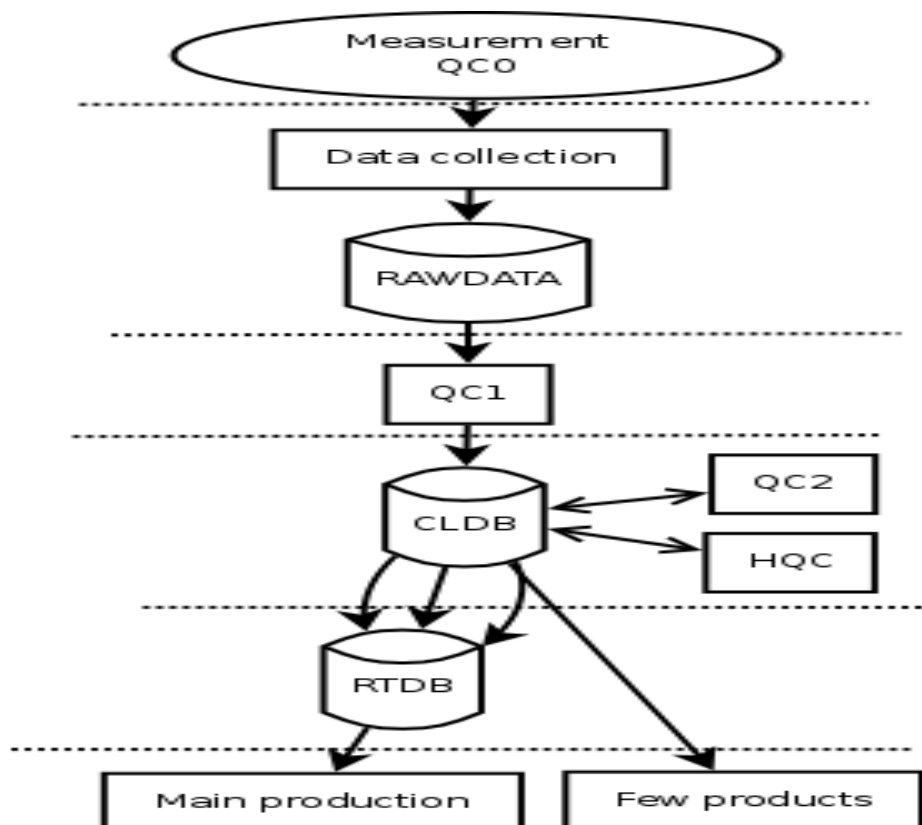 Measurement
QC0
Data collection
RAWDATA
QC1
CLDB
QC2
HQC
RTDB
Main production
Few products